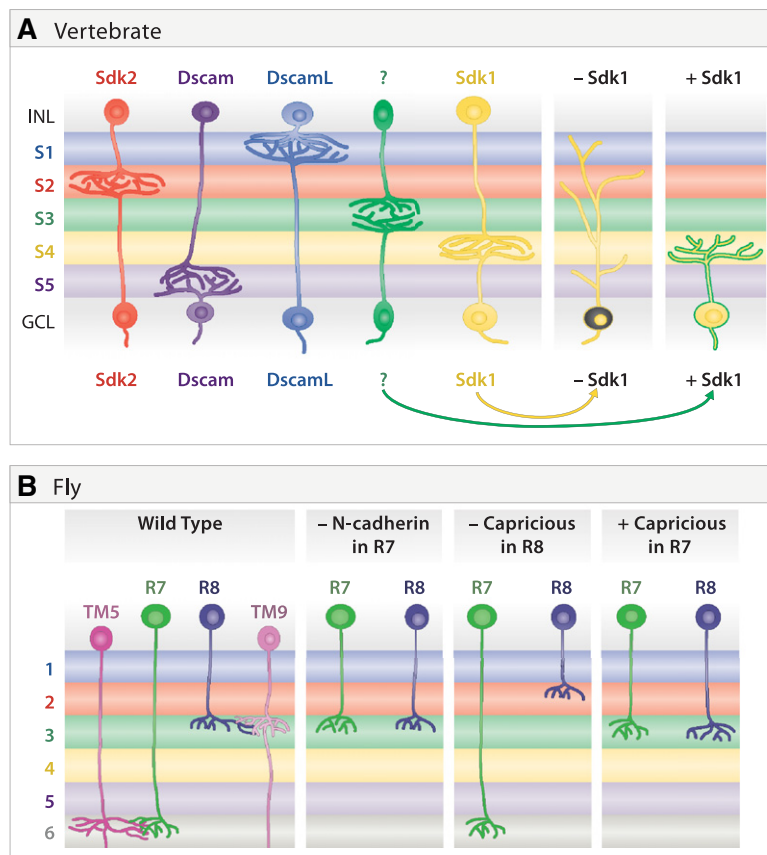 A Vertebrate
Sdk2 Dscam DscamL ? Sdk1 – Sdk1 + Sdk1
INL
S1
S2
S3
S4
S5
GCL
Sdk2 Dscam DscamL ? Sdk1 – Sdk1 + Sdk1
B Fly
Wild Type
– N-cadherin
in R7
– Capricious
in R8
+ Capricious
in R7
TM5 R7 R8 TM9 R7 R8 R7 R8 R7 R8
1
2
3
4
5
6